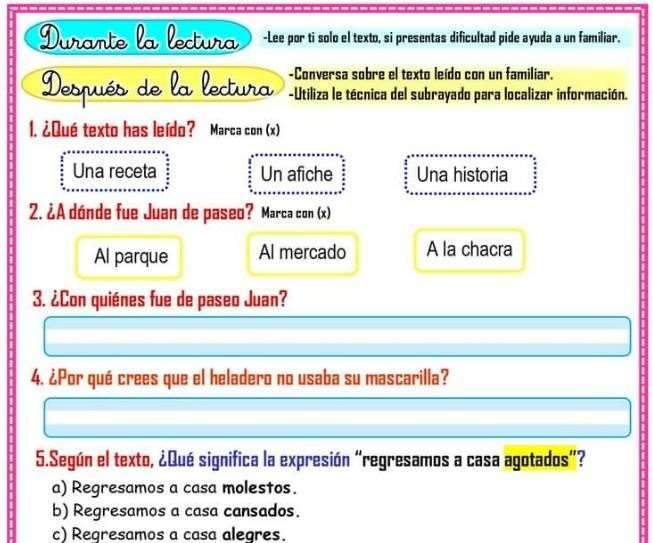 Durante la lectura
-Lee por ti solo el texto, si presentas dificultad pide ayuda a un familiar.
Después de la lectura
-Conversa sobre el texto leído con un familiar.
-Utiliza le técnica del subrayado para localizar información.
1. ¿Qué texto has leído? Marca con (x)
Una receta Un afiche Una historia
2. ¿A dónde fue Juan de paseo? Marca con (x)
Al parque Al mercado A la chacra
3. ¿Con quiénes fue de paseo Juan?
4. ¿Por qué crees que el heladero no usaba su mascarilla?
5.Según el texto, ¿Qué significa la expresión “regresamos a casa agotados”?
a) Regresamos a casa molestos.
b) Regresamos a casa cansados.
c) Regresamos a casa alegres.